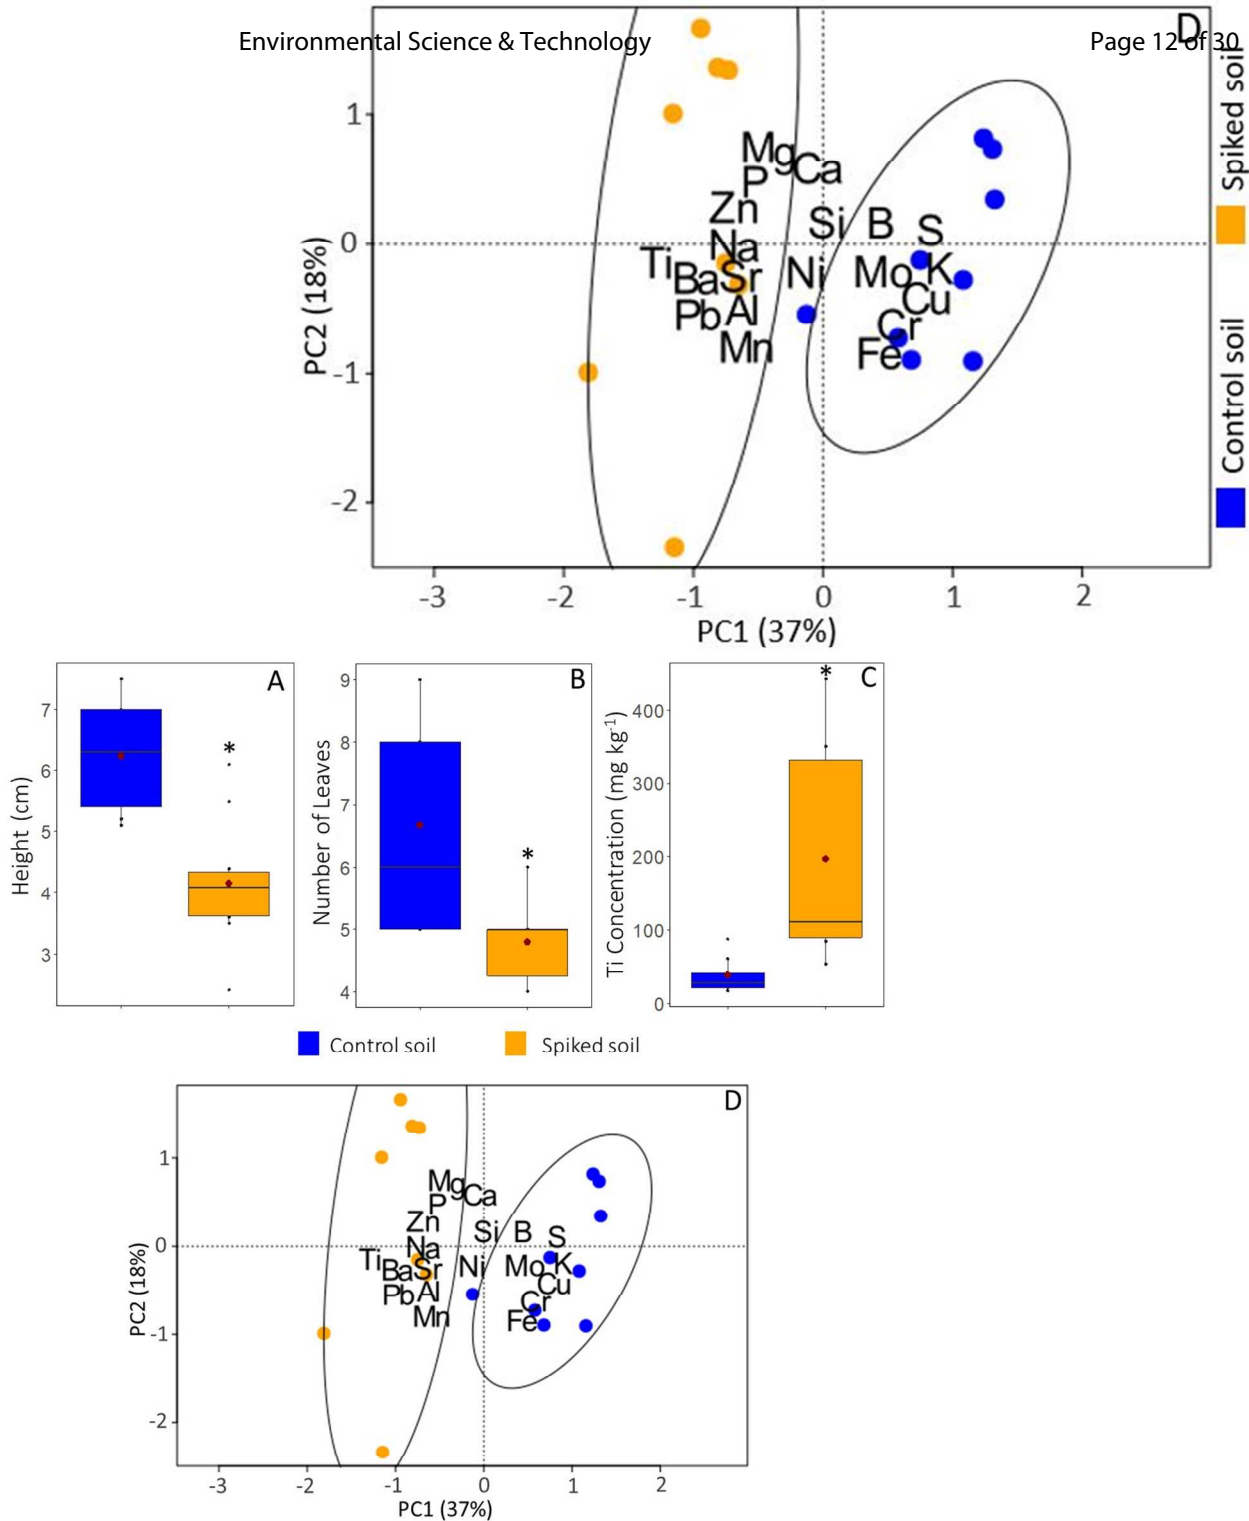 Environmental Science & Technology
Page 12 of 30
D
Spiked soil
Control soil
PC2 (18%)
1
0
-1
-2
Mg
Ca
P
Zn
Si
B
S
Na
Ti
Ba
Sr
Ni
Mo
K
Cu
Pb
Al
Cr
Mn
Fe
-3 -2 -1 0 1 2
PC1 (37%)
A
Height (cm)
7
6
5
4
3
*
B
Number of Leaves
9
8
7
6
5
4
*
C
Ti Concentration (mg kg-1)
400
300
200
100
0
*
Control soil Spiked soil
D
PC2 (18%)
1
0
-1
-2
Mg
Ca
P
Zn
Si
B
S
Na
Ti
Ba
Sr
Ni
Mo
K
Cu
Pb
Al
Cr
Mn
Fe
-3 -2 -1 0 1 2
PC1 (37%)